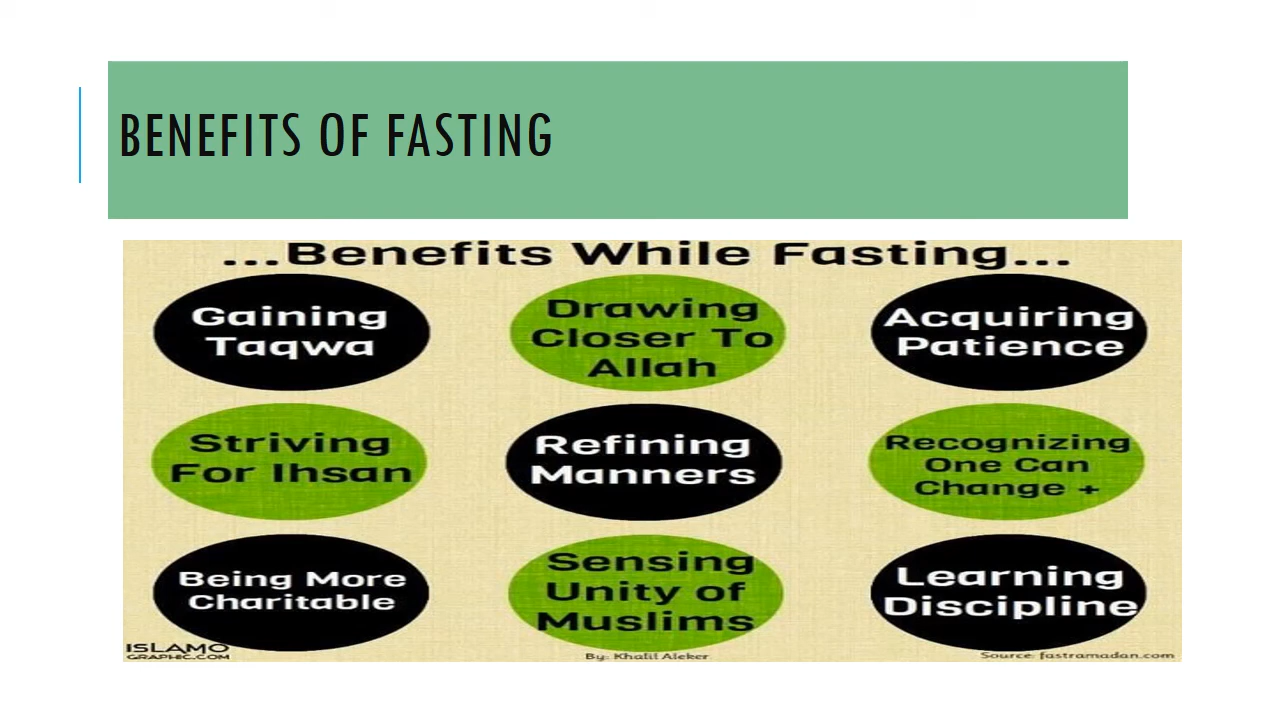 BENEFITS OF FASTING
...Benefits While Fasting...
Gaining
Taqwa
Drawing
Closer To
Allah
Acquiring
Patience
Striving
For Ihsan
Refining
Manners
Recognizing
One Can
Change +
Being More
Charitable
Sensing
Unity of
Muslims
Learning
Discipline
ISLAMO
GRAPHIC.COM
By: Khalil Aleker
Source: fastramadan.com